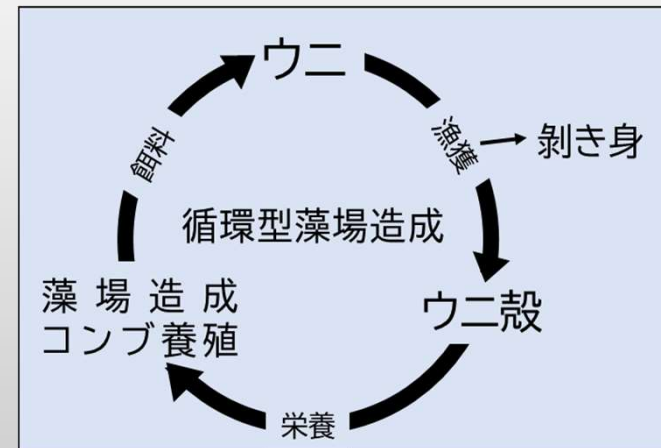 ウニ
漁獲
剝き身
餌料
循環型藻場造成
藻場造成
コンブ養殖
ウニ殻
栄養